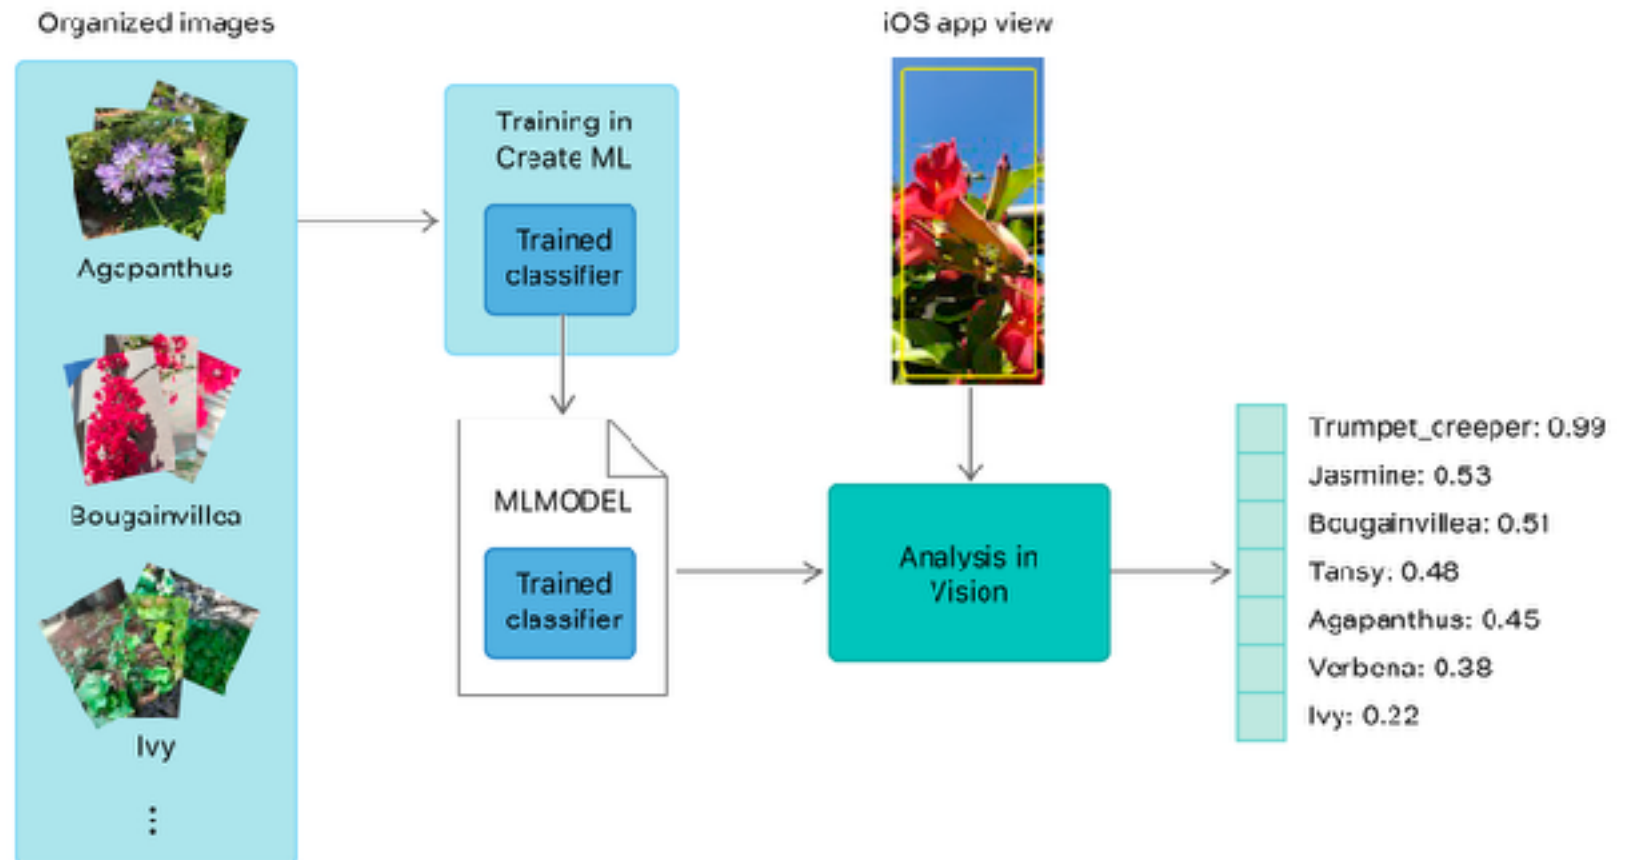 Organized images
Agapanthus
Bougainvillea
Ivy
Training in
Create ML
Trained
classifier
MLMODEL
Trained
classifier
iOS app view
Analysis in
Vision
Trumpet_creeper: 0.99
Jasmine: 0.53
Bougainvillea: 0.51
Tansy: 0.48
Agapanthus: 0.45
Verbena: 0.38
Ivy: 0.22